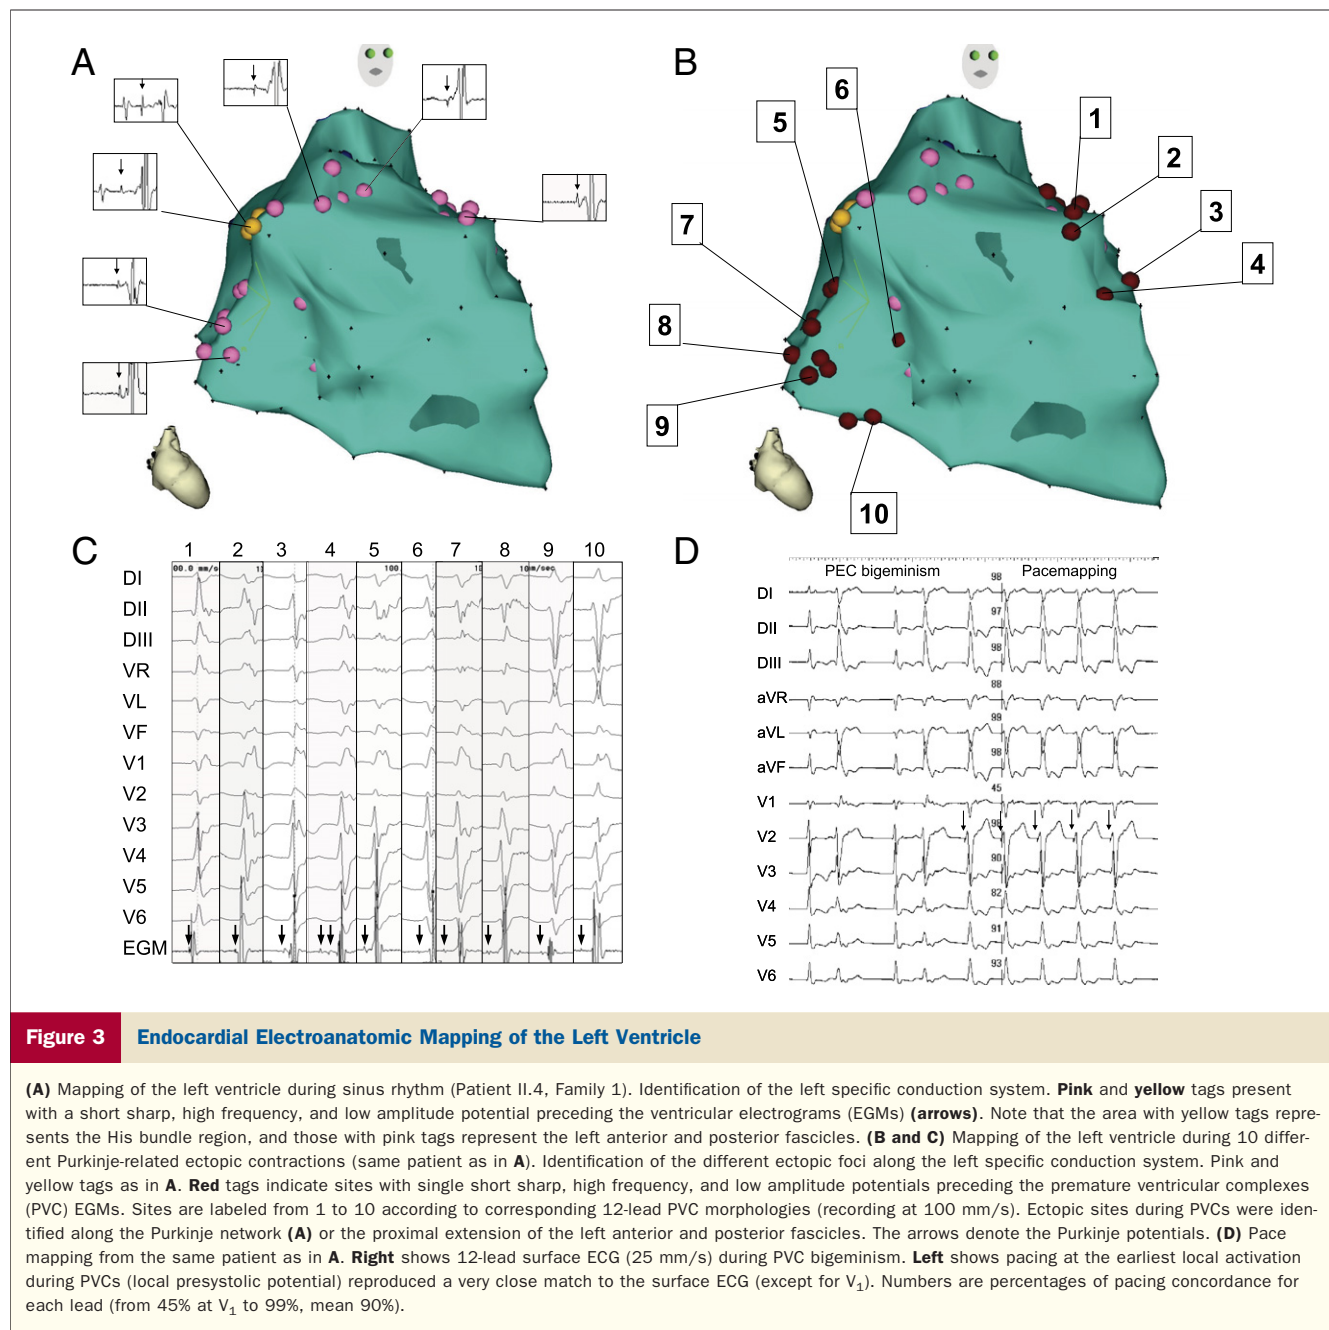 A
B
1
2
3
4
5
6
7
8
9
10
C
1 2 3 4 5 6 7 8 9 10
00.0 mm/s 100 10 mm/sec
DI
DII
DIII
VR
VL
VF
V1
V2
V3
V4
V5
V6
EGM
D
PEC bigeminism Pacemapping
DI 98
DII 97
DIII 98
aVR 88
aVL 99
aVF 98
V1 45
V2 98
V3 90
V4 82
V5 91
V6 93
Figure 3 Endocardial Electroanatomic Mapping of the Left Ventricle
(A) Mapping of the left ventricle during sinus rhythm (Patient II.4, Family 1). Identification of the left specific conduction system. Pink and yellow tags present
with a short sharp, high frequency, and low amplitude potential preceding the ventricular electrograms (EGMs) (arrows). Note that the area with yellow tags repre-
sents the His bundle region, and those with pink tags represent the left anterior and posterior fascicles. (B and C) Mapping of the left ventricle during 10 differ-
ent Purkinje-related ectopic contractions (same patient as in A). Identification of the different ectopic foci along the left specific conduction system. Pink and
yellow tags as in A. Red tags indicate sites with single short sharp, high frequency, and low amplitude potentials preceding the premature ventricular complexes
(PVC) EGMs. Sites are labeled from 1 to 10 according to corresponding 12-lead PVC morphologies (recording at 100 mm/s). Ectopic sites during PVCs were iden-
tified along the Purkinje network (A) or the proximal extension of the left anterior and posterior fascicles. The arrows denote the Purkinje potentials. (D) Pace
mapping from the same patient as in A. Right shows 12-lead surface ECG (25 mm/s) during PVC bigeminism. Left shows pacing at the earliest local activation
during PVCs (local presystolic potential) reproduced a very close match to the surface ECG (except for V1). Numbers are percentages of pacing concordance for
each lead (from 45% at V1 to 99%, mean 90%).